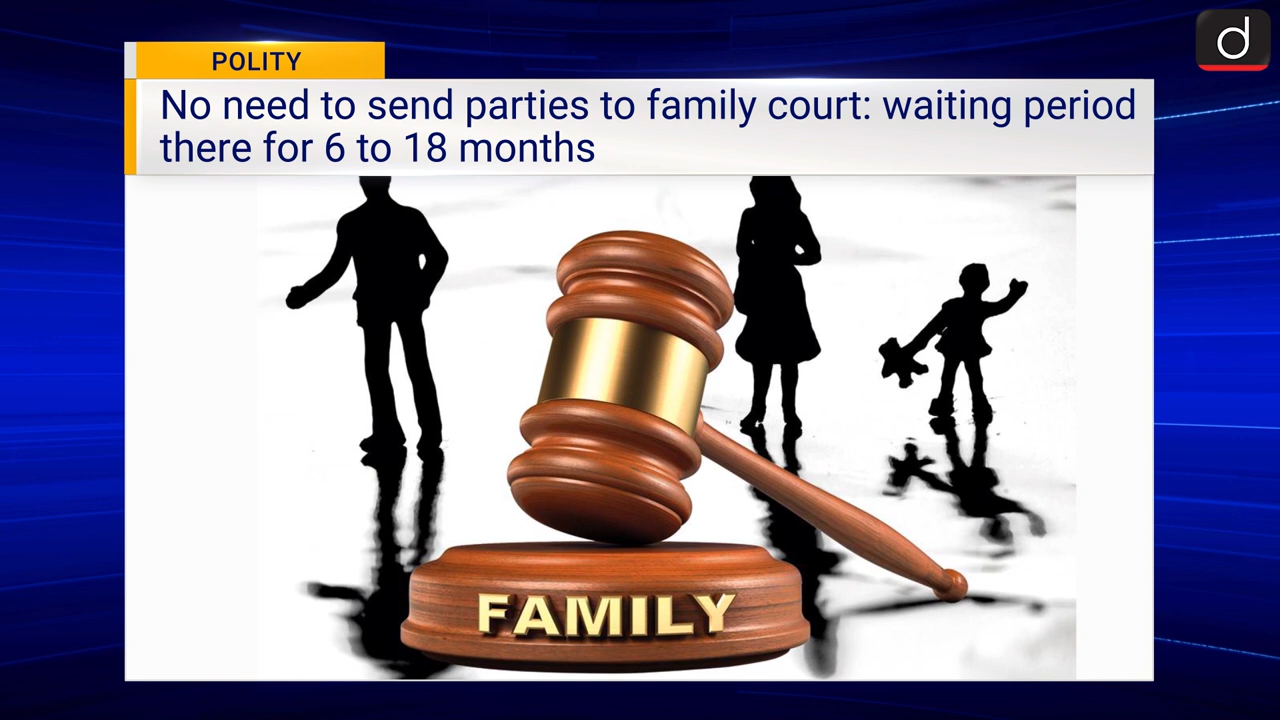 POLITY
d
No need to send parties to family court: waiting period
there for 6 to 18 months
FAMILY